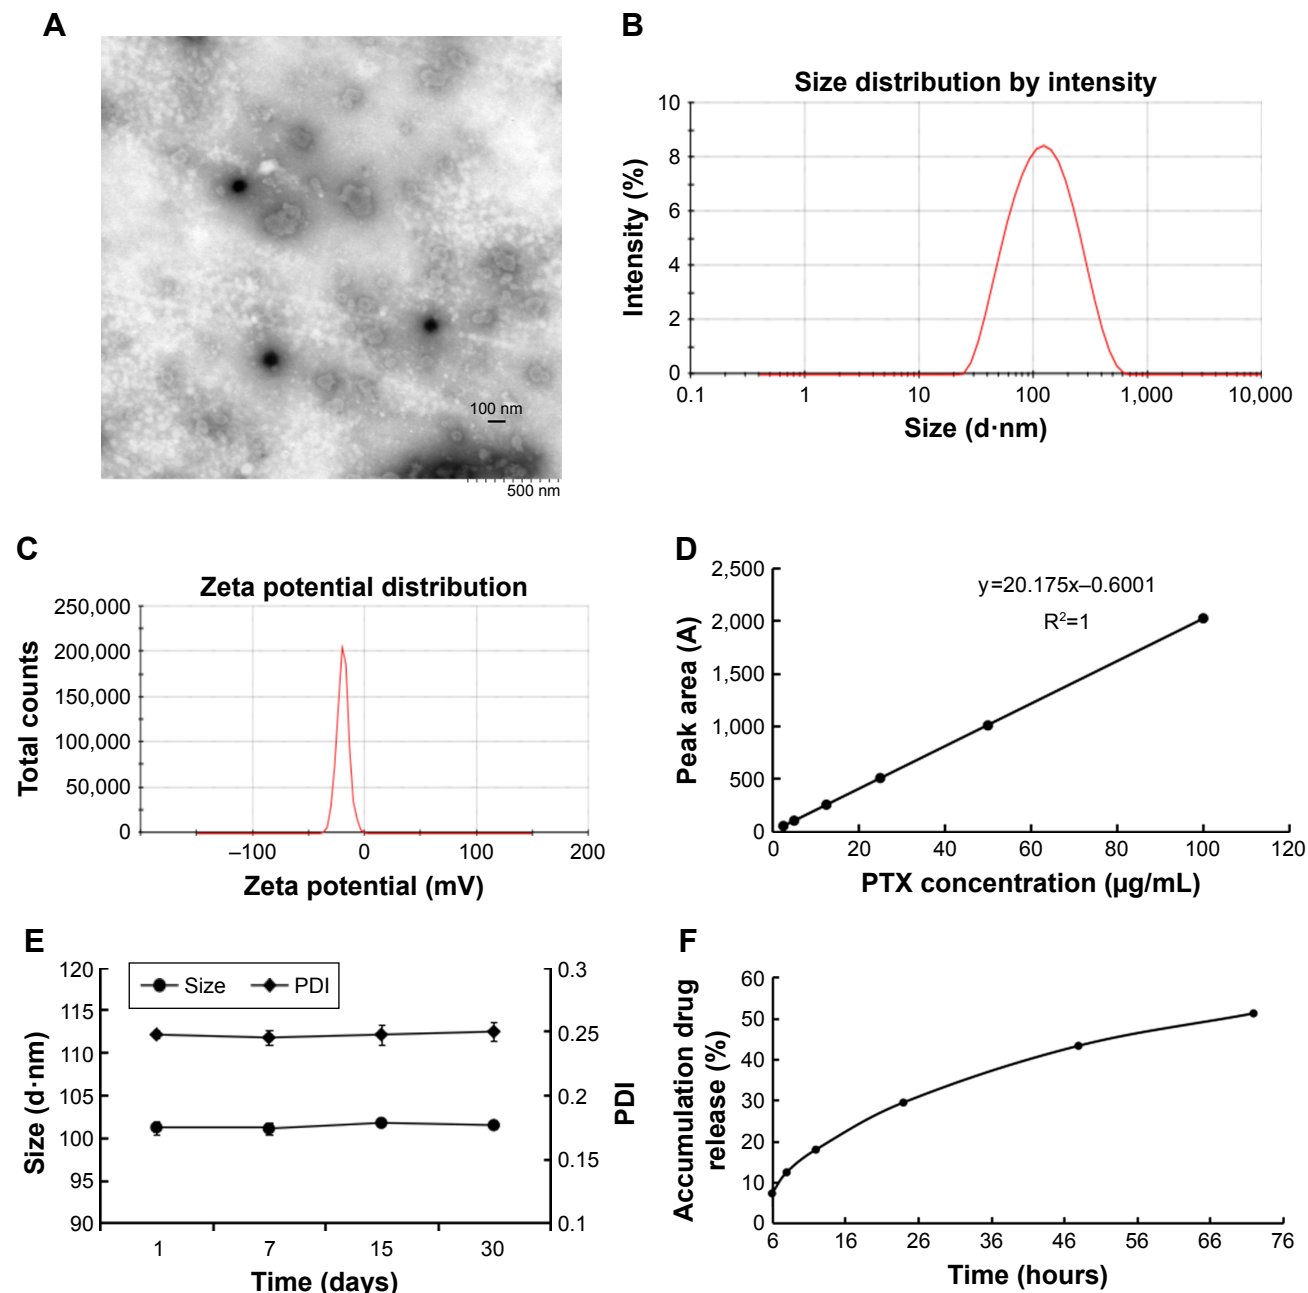 A
100 nm
500 nm
B
Size distribution by intensity
Intensity (%)
10
8
6
4
2
0
0.1 1 10 100 1,000 10,000
Size (d·nm)
C
Zeta potential distribution
Total counts
250,000
200,000
150,000
100,000
50,000
0
–100 0 100 200
Zeta potential (mV)
D
y=20.175x–0.6001
R²=1
Peak area (A)
2,500
2,000
1,500
1,000
500
0
0 20 40 60 80 100 120
PTX concentration (µg/mL)
E
Size PDI
Size (d·nm)
120
115
110
105
100
95
90
PDI
0.3
0.25
0.2
0.15
0.1
1 7 15 30
Time (days)
F
Accumulation drug
release (%)
60
50
40
30
20
10
0
6 16 26 36 46 56 66 76
Time (hours)